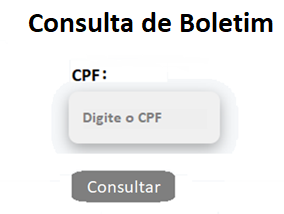 Consulta de Boletim
CPF:
Digite o CPF
Consultar